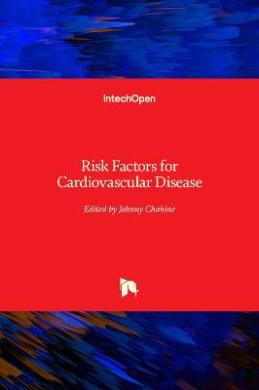 IntechOpen
Risk Factors for
Cardiovascular Disease
Edited by Johnny Chahine